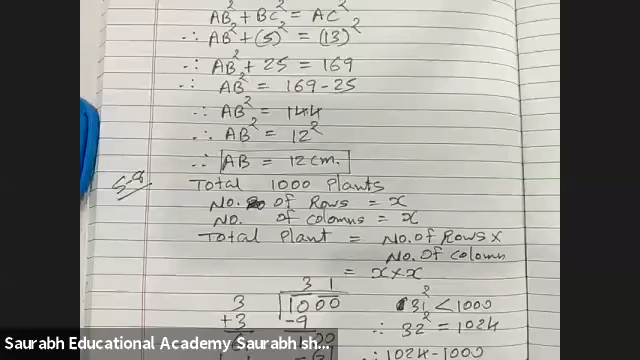 AB² + BC² = AC²
∴ AB² + (5)² = (13)²
∴ AB² + 25 = 169
∴ AB² = 169 - 25
∴ AB² = 144
∴ AB² = 12²
∴ AB = 12 cm.
5-8 Total 1000 Plants
No. of Rows = x
No. of colomns = x
Total Plant = No. of Rows ×
No. of colomn
= x × x
3 1
3 1000 31² < 1000
+3 -9 ∴ 32² = 1024
∴ 1024 - 1000
Saurabh Educational Academy Saurabh sh...